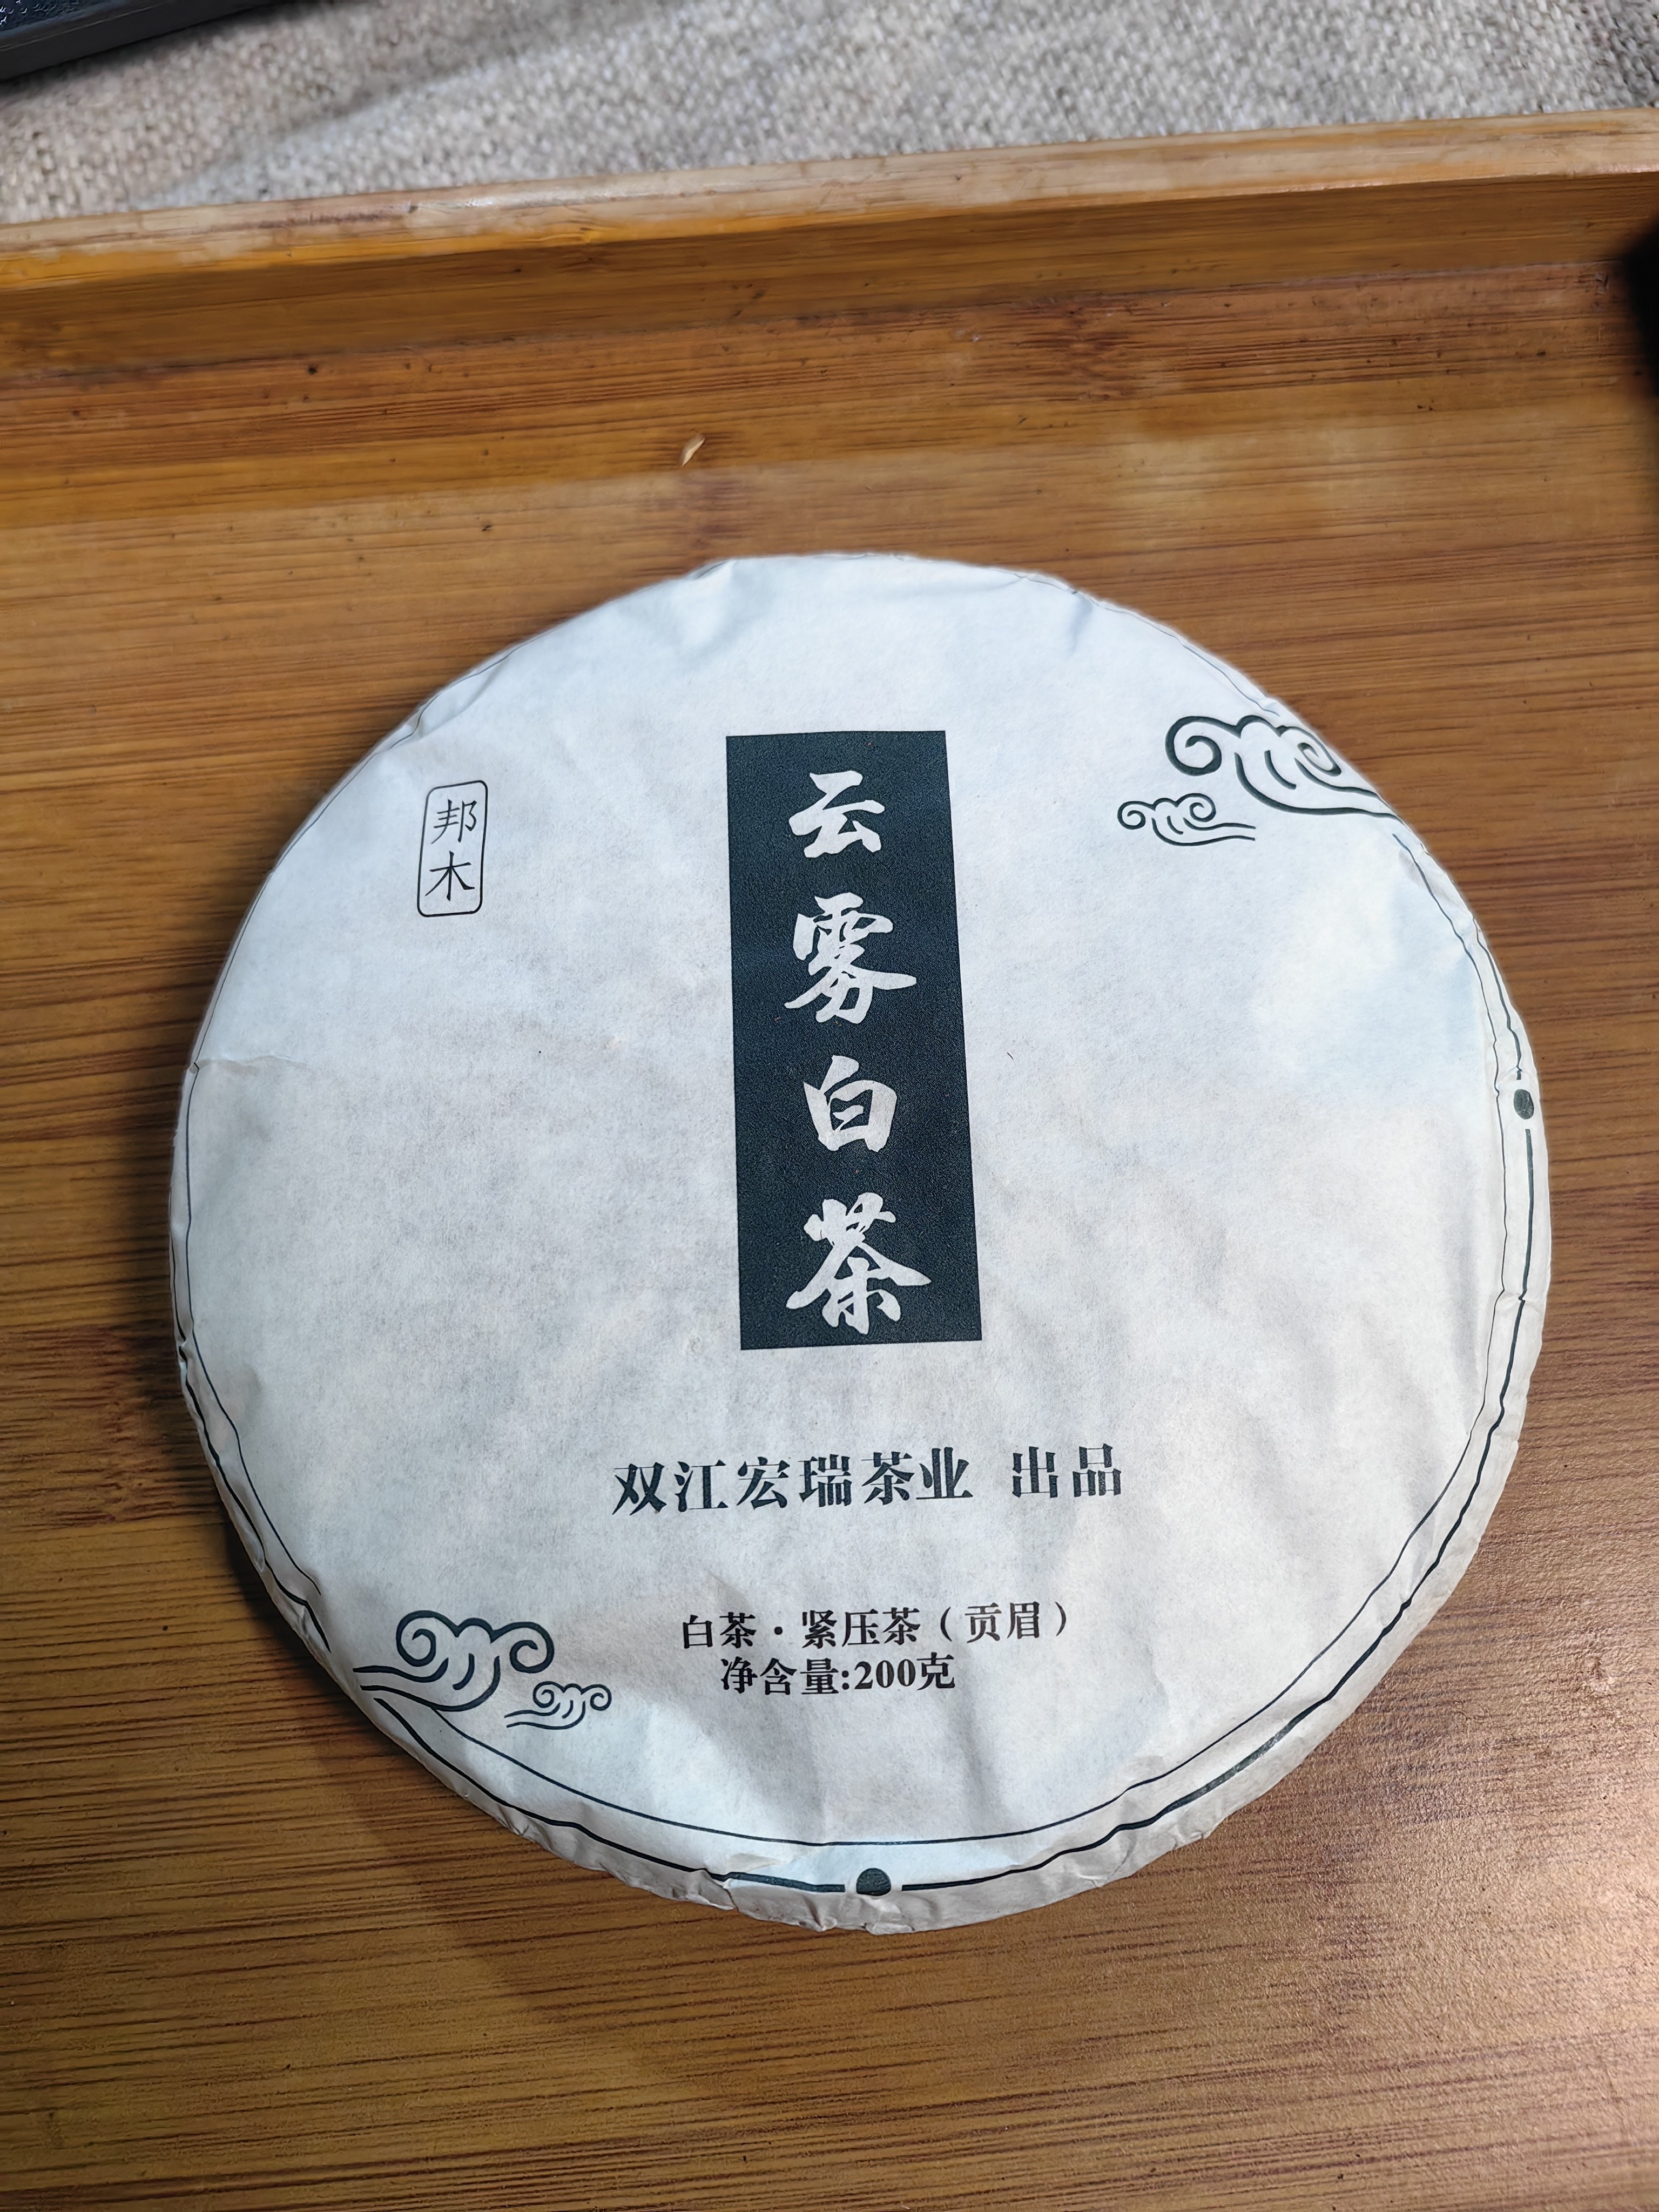 邦木
云雾白茶
双江宏瑞茶业 出品
白茶·紧压茶（贡眉）
净含量:200克